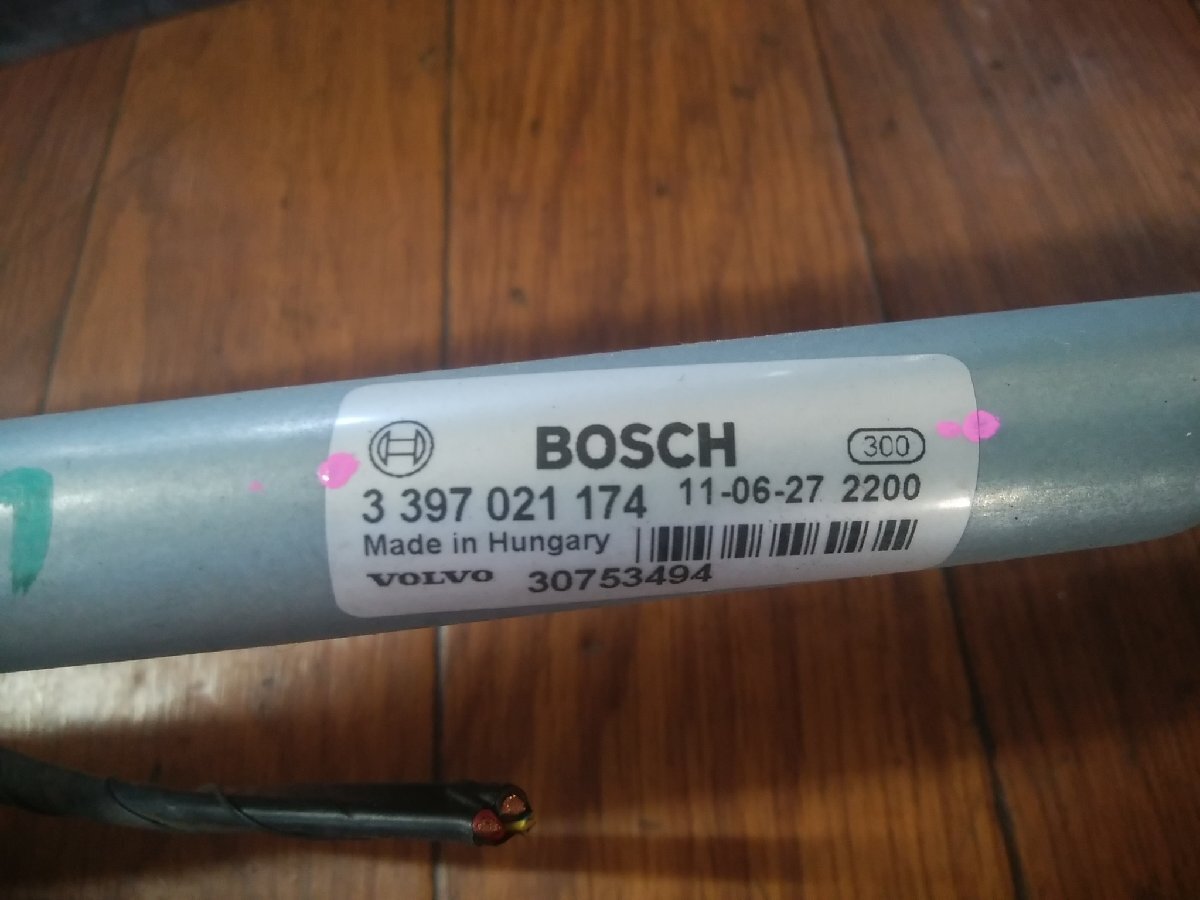 BOSCH 300
3 397 021 174 11-06-27 2200
Made in Hungary
VOLVO 30753494